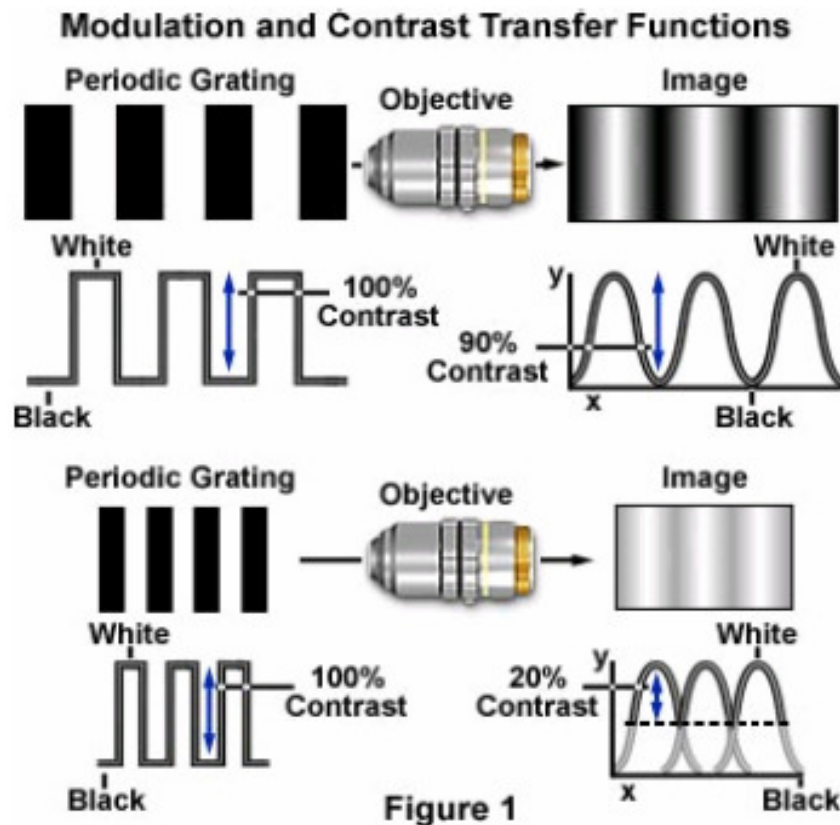 Modulation and Contrast Transfer Functions
Periodic Grating
Objective
Image
White
100%
Contrast
Black
White
y
90%
Contrast
x
Black
Periodic Grating
Objective
Image
White
100%
Contrast
Black
White
y
20%
Contrast
x
Black
Figure 1